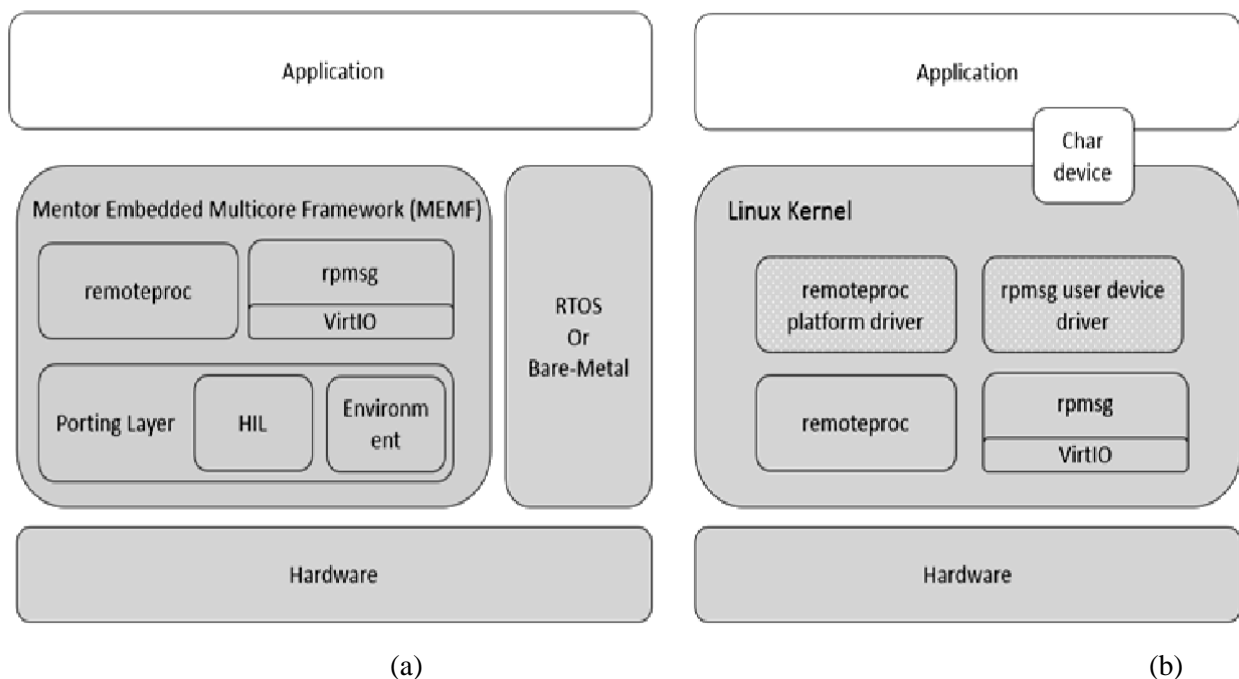 Application
Mentor Embedded Multicore Framework (MEMF)
remoteproc
rpmsg
VirtIO
Porting Layer
HIL
Environm
ent
RTOS
Or
Bare-Metal
Hardware
(a)
Application
Char
device
Linux Kernel
remoteproc
platform driver
rpmsg user device
driver
remoteproc
rpmsg
VirtIO
Hardware
(b)